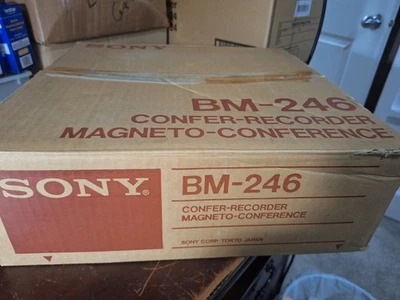 SONY
BM-246
CONFER-RECORDER
MAGNETO-CONFERENCE
SONY®
BM-246
CONFER-RECORDER
MAGNETO-CONFERENCE
SONY CORP. TOKYO JAPAN